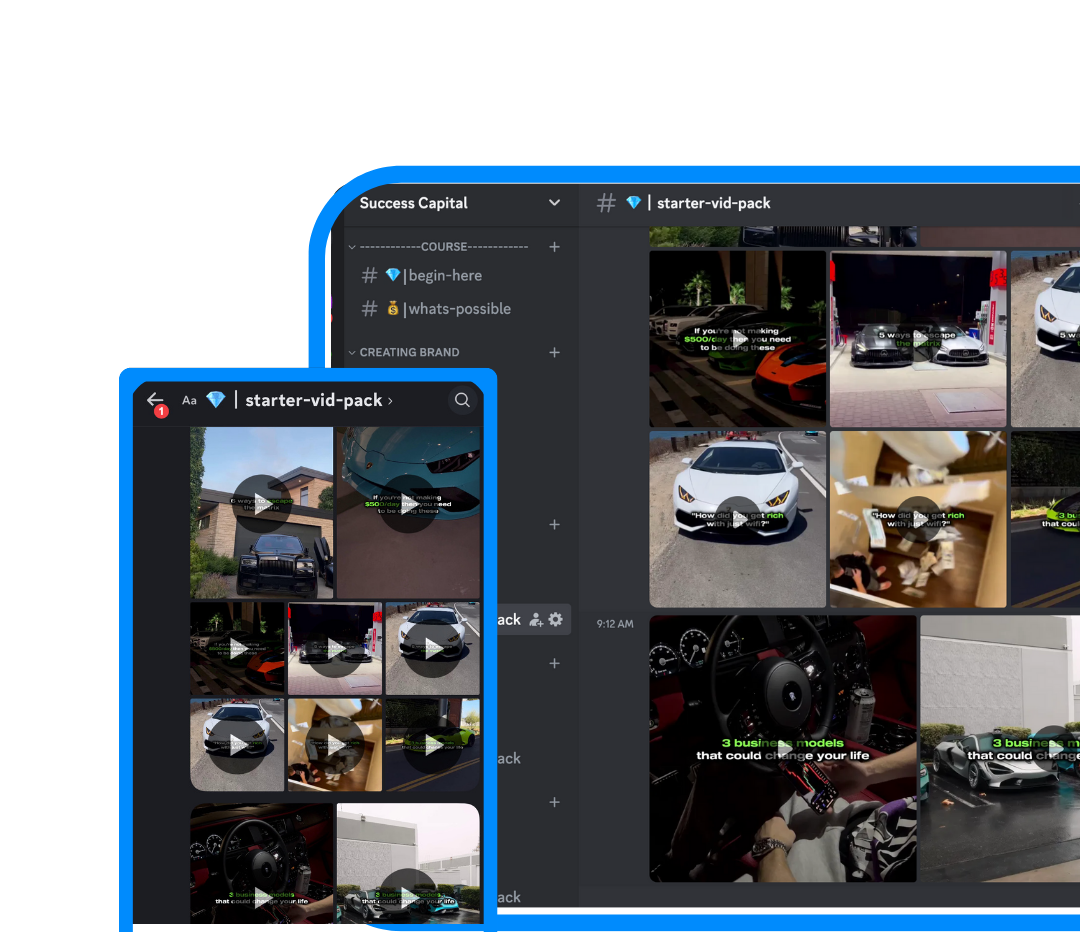 Success Capital
# 💎 | starter-vid-pack
------------COURSE------------
# 💎|begin-here
# 💰|whats-possible
CREATING BRAND
ack
ack
ack
If you're not making
$500/day then you need
to be doing these
5 ways to escape
the matrix
"How did you get rich
with just wifi?"
"How did you get rich
with just wifi?"
9:12 AM
3 business models
that could change your life
1
Aa 💎 | starter-vid-pack ›
5 ways to escape
the matrix
If you're not making
$500/day then you need
to be doing these
3 business models
that could change your life
3 business models
that could change your life